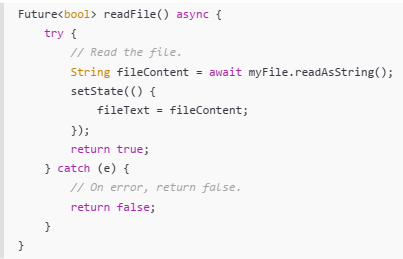 Future<bool> readFile() async {
    try {
        // Read the file.
        String fileContent = await myFile.readAsString();
        setState(() {
            fileText = fileContent;
        });
        return true;
    } catch (e) {
        // On error, return false.
        return false;
    }
}